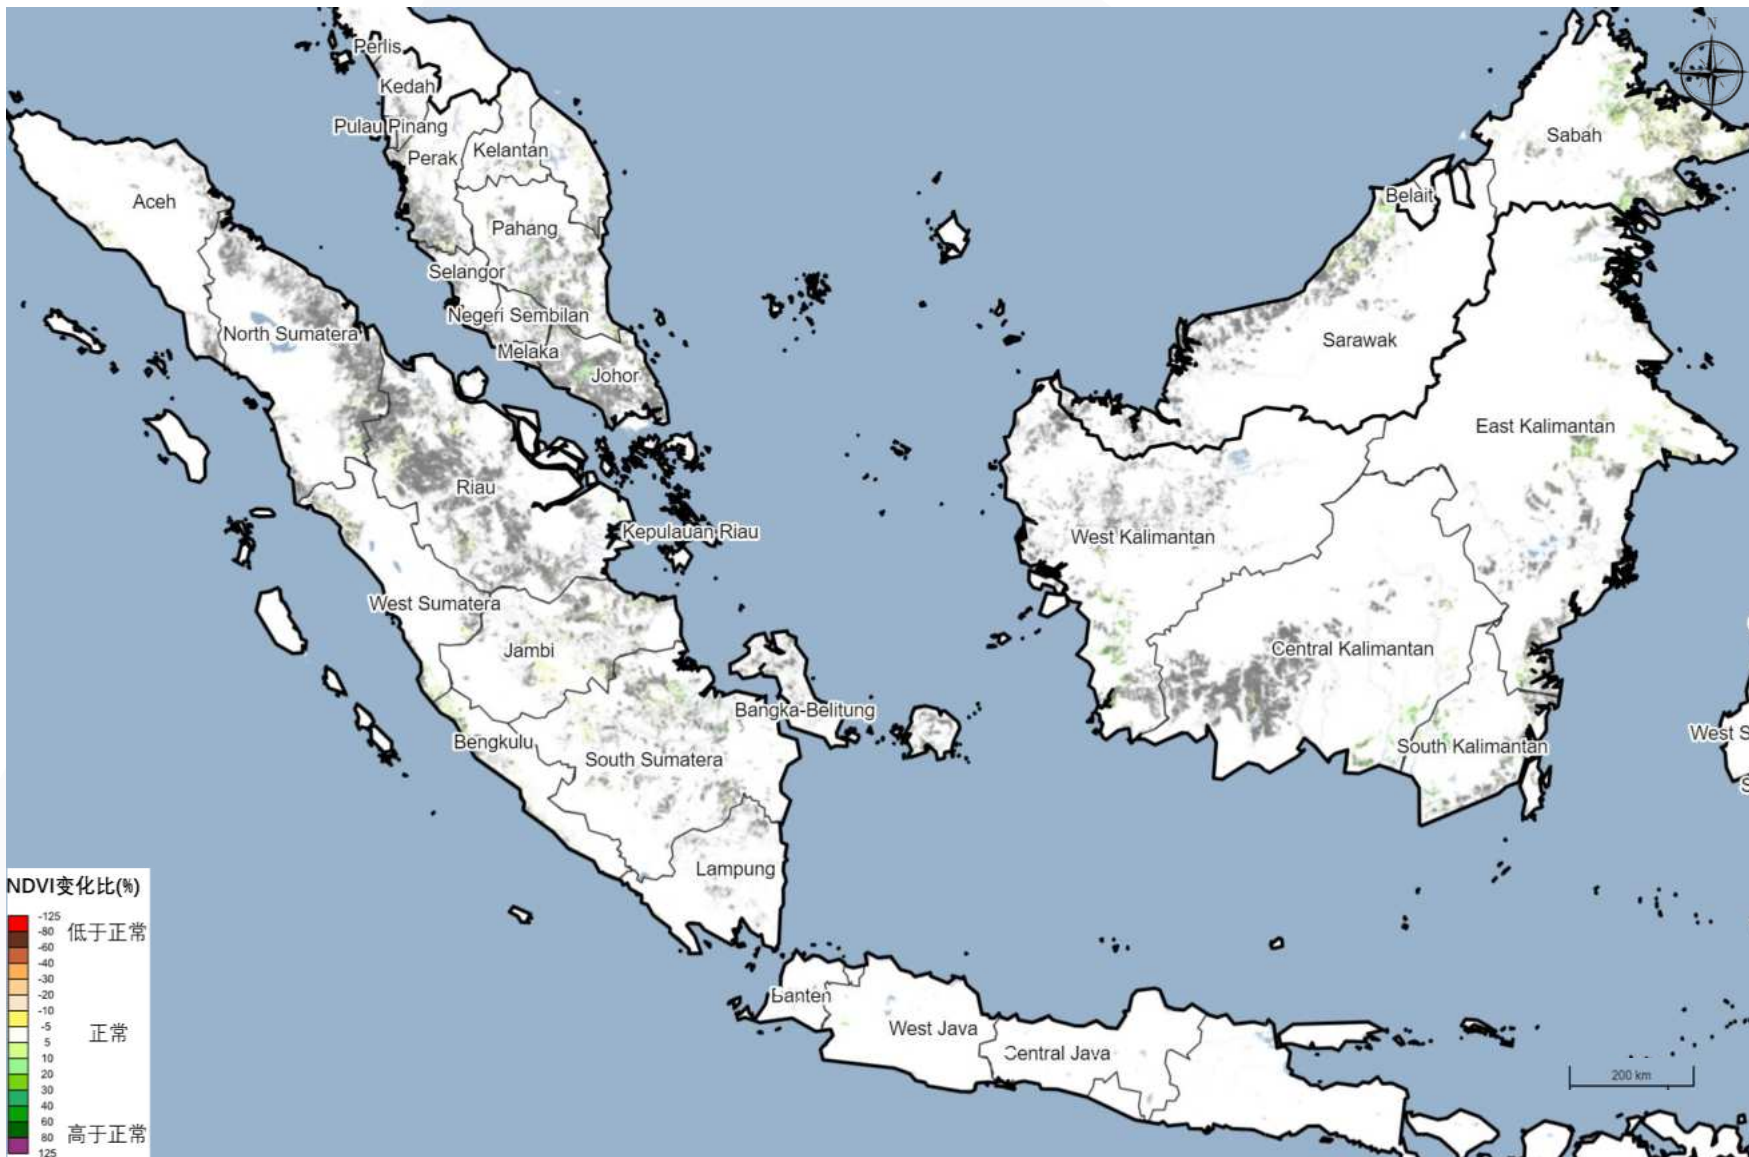 N
Perlis
Kedah
Pulau Pinang
Perak
Kelantan
Sabah
Aceh
Belait
Pahang
Selangor
Negeri Sembilan
North Sumatera
Sarawak
Melaka
Johor
East Kalimantan
Riau
Kepulauan Riau
West Kalimantan
West Sumatera
Jambi
Central Kalimantan
Bangka-Belitung
Bengkulu
South Sumatera
South Kalimantan
West S
S
Lampung
Banten
West Java
Central Java
200 km
NDVI变化比(%)
-125
-80
低于正常
-60
-40
-30
-20
-10
-5
正常
5
10
20
30
40
60
80
高于正常
125